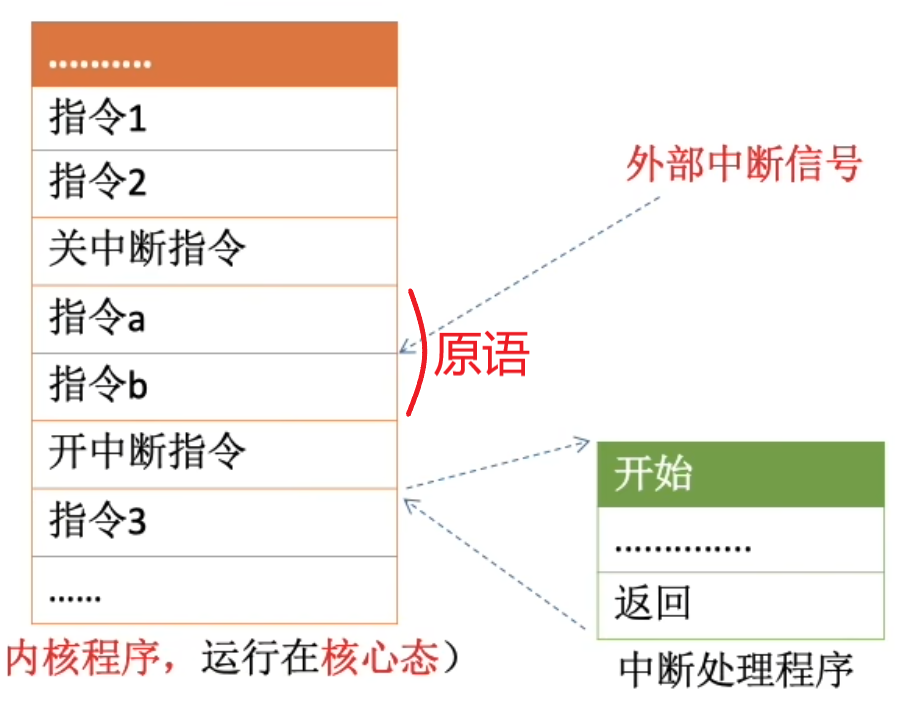 ..........
指令1
指令2
外部中断信号
关中断指令
指令a
原语
指令b
开中断指令
开始
指令3
..............
......
返回
内核程序，运行在核心态）
中断处理程序